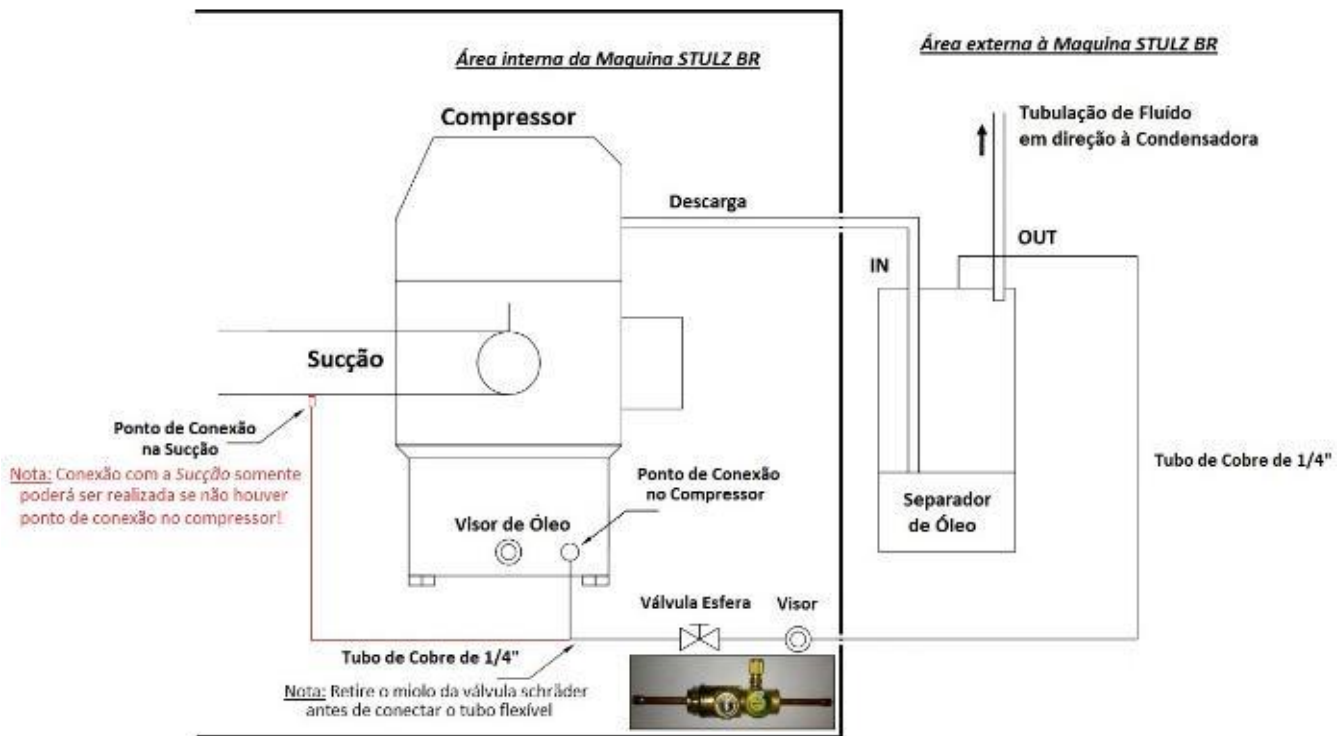 Área interna da Maquina STULZ BR
Área externa à Maquina STULZ BR
Compressor
Tubulação de Fluído
em direção à Condensadora
Descarga
OUT
IN
Sucção
Ponto de Conexão
na Sucção
Nota: Conexão com a Sucção somente
poderá ser realizada se não houver
ponto de conexão no compressor!
Ponto de Conexão
no Compressor
Tubo de Cobre de 1/4"
Visor de Óleo
Separador
de Óleo
Válvula Esfera
Visor
Tubo de Cobre de 1/4"
Nota: Retire o miolo da válvula schräder
antes de conectar o tubo flexível